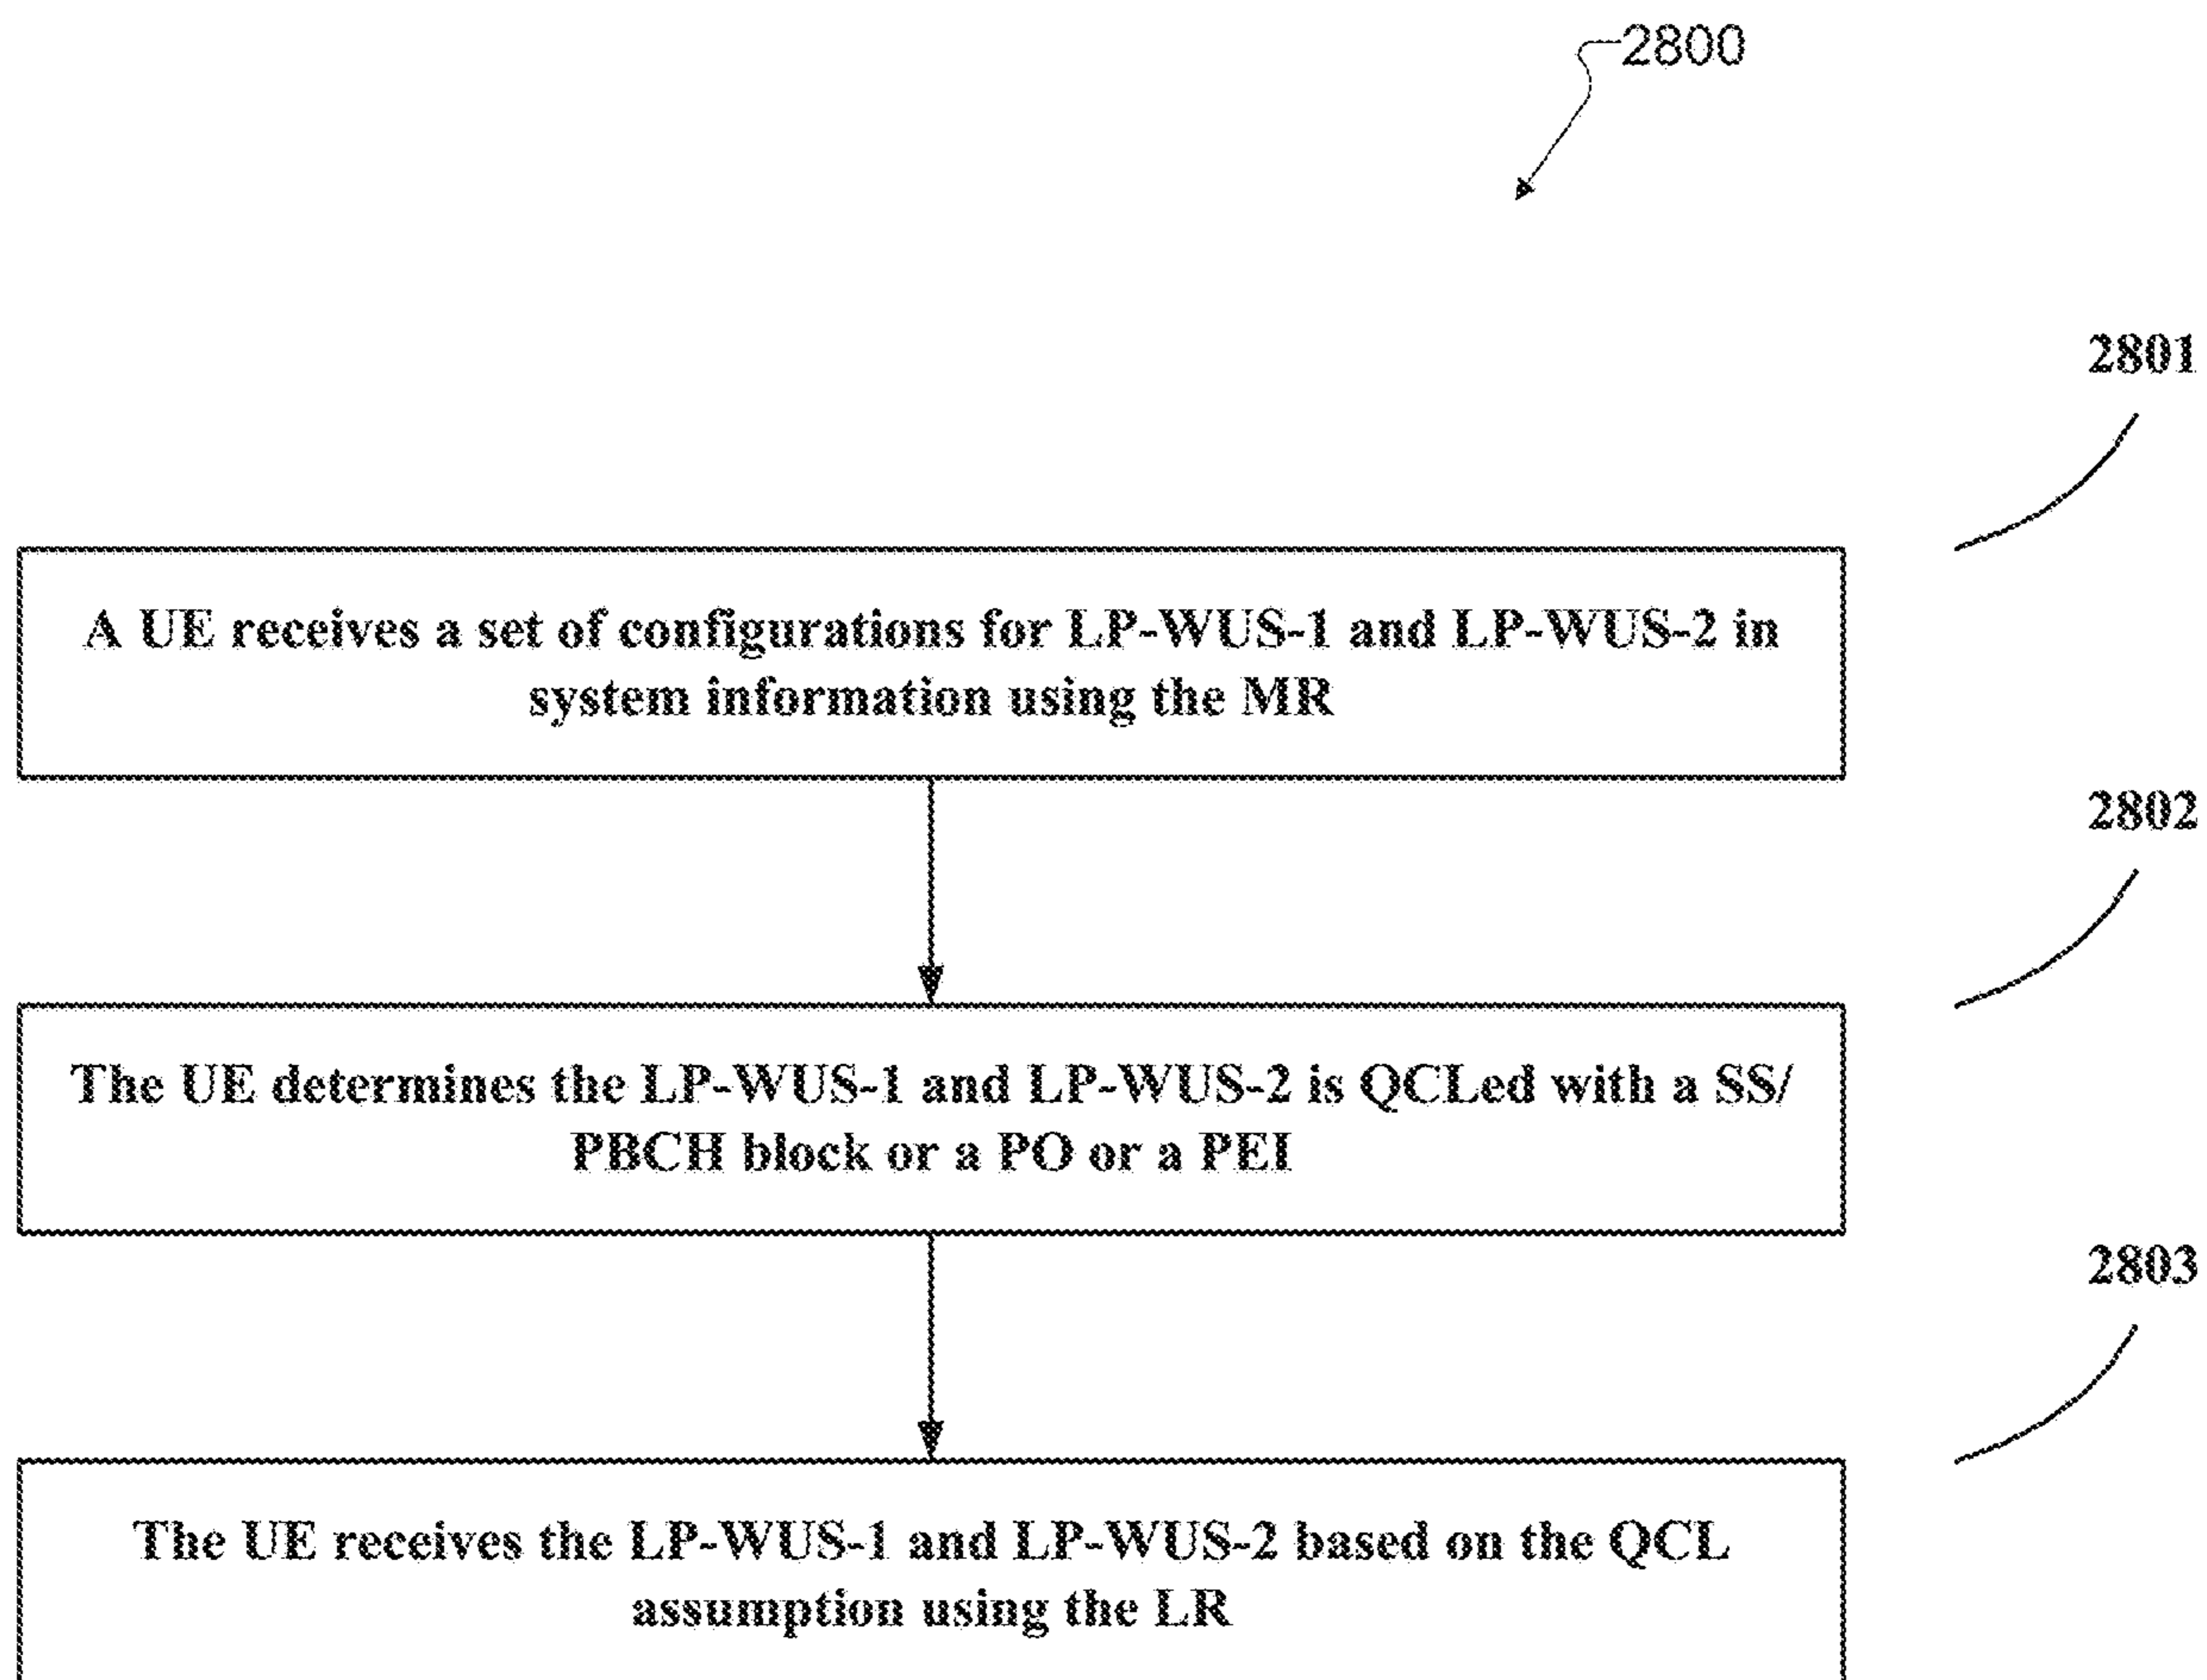 2800
2801
A UE receives a set of configurations for LP-WUS-1 and LP-WUS-2 in
system information using the MR
2802
The UE determines the LP-WUS-1 and LP-WUS-2 is QCLed with a SS/
PBCH block or a PO or a PEI
2803
The UE receives the LP-WUS-1 and LP-WUS-2 based on the QCL
assumption using the LR